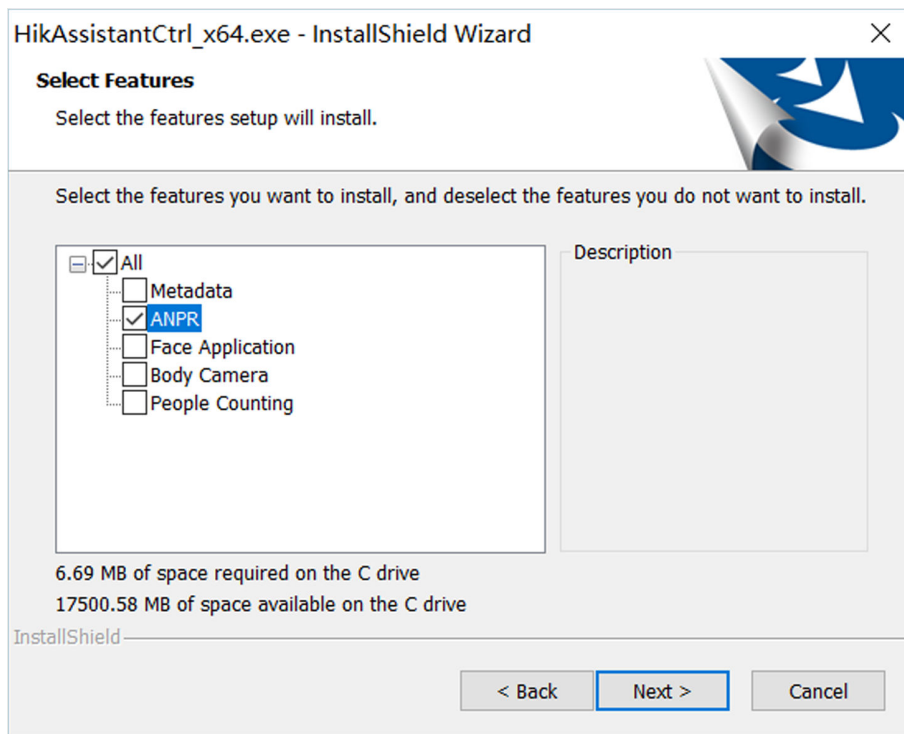 HikAssistantCtrl_x64.exe - InstallShield Wizard
Select Features
Select the features setup will install.
Select the features you want to install, and deselect the features you do not want to install.
All
Metadata
ANPR
Face Application
Body Camera
People Counting
Description
6.69 MB of space required on the C drive
17500.58 MB of space available on the C drive
InstallShield
< Back
Next >
Cancel